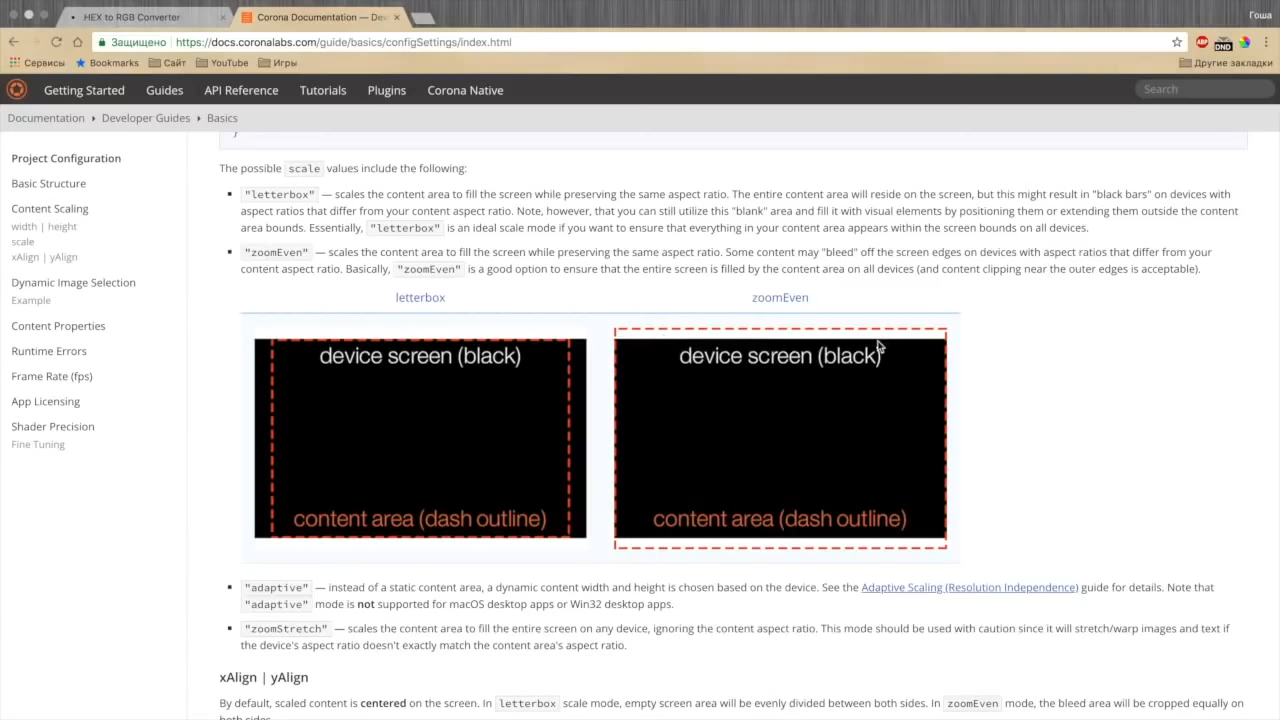 HEX to RGB Converter
Corona Documentation — Dev
Гоша
Защищено
https://docs.coronalabs.com/guide/basics/configSettings/index.html
ABP
DND
Сервисы
Bookmarks
Сайт
YouTube
Игры
Другие закладки
Getting Started
Guides
API Reference
Tutorials
Plugins
Corona Native
Search
Documentation ▸ Developer Guides ▸ Basics
Project Configuration
Basic Structure
Content Scaling
width | height
scale
xAlign | yAlign
Dynamic Image Selection
Example
Content Properties
Runtime Errors
Frame Rate (fps)
App Licensing
Shader Precision
Fine Tuning
}
The possible scale values include the following:
"letterbox" — scales the content area to fill the screen while preserving the same aspect ratio. The entire content area will reside on the screen, but this might result in "black bars" on devices with
aspect ratios that differ from your content aspect ratio. Note, however, that you can still utilize this "blank" area and fill it with visual elements by positioning them or extending them outside the content
area bounds. Essentially, "letterbox" is an ideal scale mode if you want to ensure that everything in your content area appears within the screen bounds on all devices.
"zoomEven" — scales the content area to fill the screen while preserving the same aspect ratio. Some content may "bleed" off the screen edges on devices with aspect ratios that differ from your
content aspect ratio. Basically, "zoomEven" is a good option to ensure that the entire screen is filled by the content area on all devices (and content clipping near the outer edges is acceptable).
letterbox
zoomEven
device screen (black)
content area (dash outline)
device screen (black)
content area (dash outline)
"adaptive" — instead of a static content area, a dynamic content width and height is chosen based on the device. See the Adaptive Scaling (Resolution Independence) guide for details. Note that
"adaptive" mode is not supported for macOS desktop apps or Win32 desktop apps.
"zoomStretch" — scales the content area to fill the entire screen on any device, ignoring the content aspect ratio. This mode should be used with caution since it will stretch/warp images and text if
the device's aspect ratio doesn't exactly match the content area's aspect ratio.
xAlign | yAlign
By default, scaled content is centered on the screen. In letterbox scale mode, empty screen area will be evenly divided between both sides. In zoomEven mode, the bleed area will be cropped equally on
both sides.